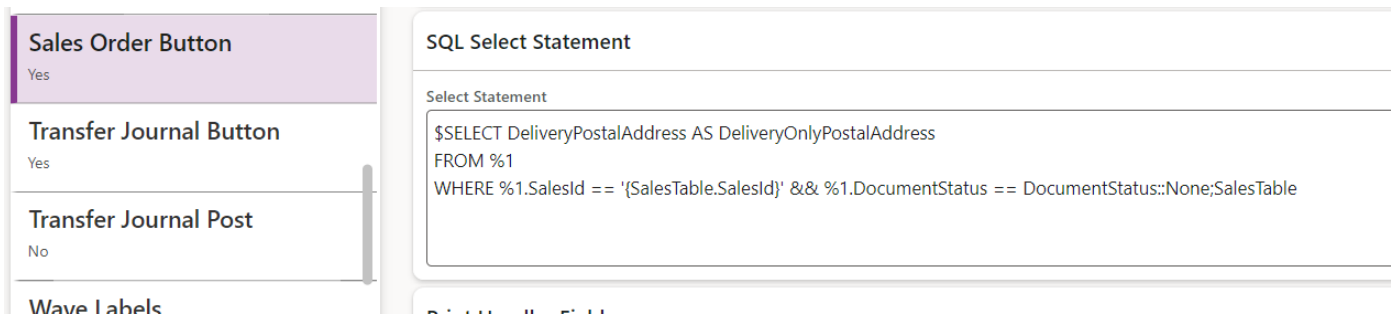 Sales Order Button
Yes
Transfer Journal Button
Yes
Transfer Journal Post
No
Wave Labels
SQL Select Statement
Select Statement
$SELECT DeliveryPostalAddress AS DeliveryOnlyPostalAddress
FROM %1
WHERE %1.SalesId == '{SalesTable.SalesId}' && %1.DocumentStatus == DocumentStatus::None;SalesTable